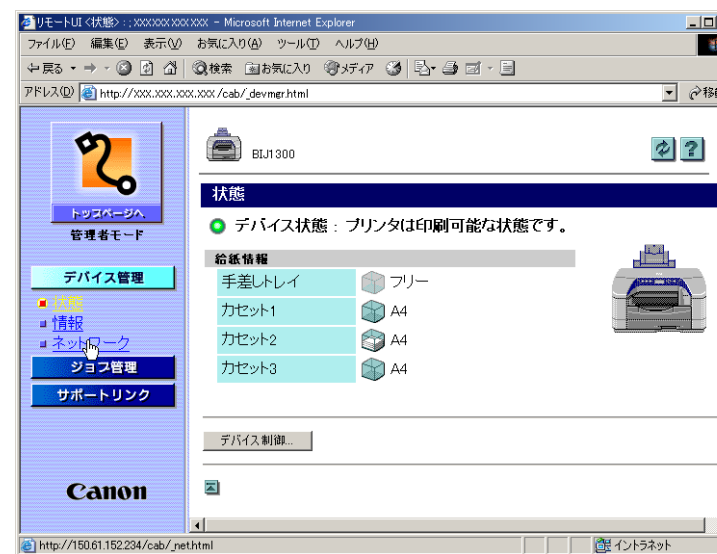 リモートUI <状態> : ; XXXXXX XXX XXX - Microsoft Internet Explorer
ファイル(F) 編集(E) 表示(V) お気に入り(A) ツール(T) ヘルプ(H)
戻る 検索 お気に入り メディア
アドレス(D) http://XXX.XXX.XXX.XXX /cab/_devmgr.html 移動
BIJ1300
トップページへ
管理者モード
状態
デバイス状態 : プリンタは印刷可能な状態です。
給紙情報
手差しトレイ フリー
カセット1 A4
カセット2 A4
カセット3 A4
デバイス管理
状態
情報
ネットワーク
ジョブ管理
サポートリンク
デバイス制御...
Canon
http://150.61.152.234/cab/_net.html イントラネット